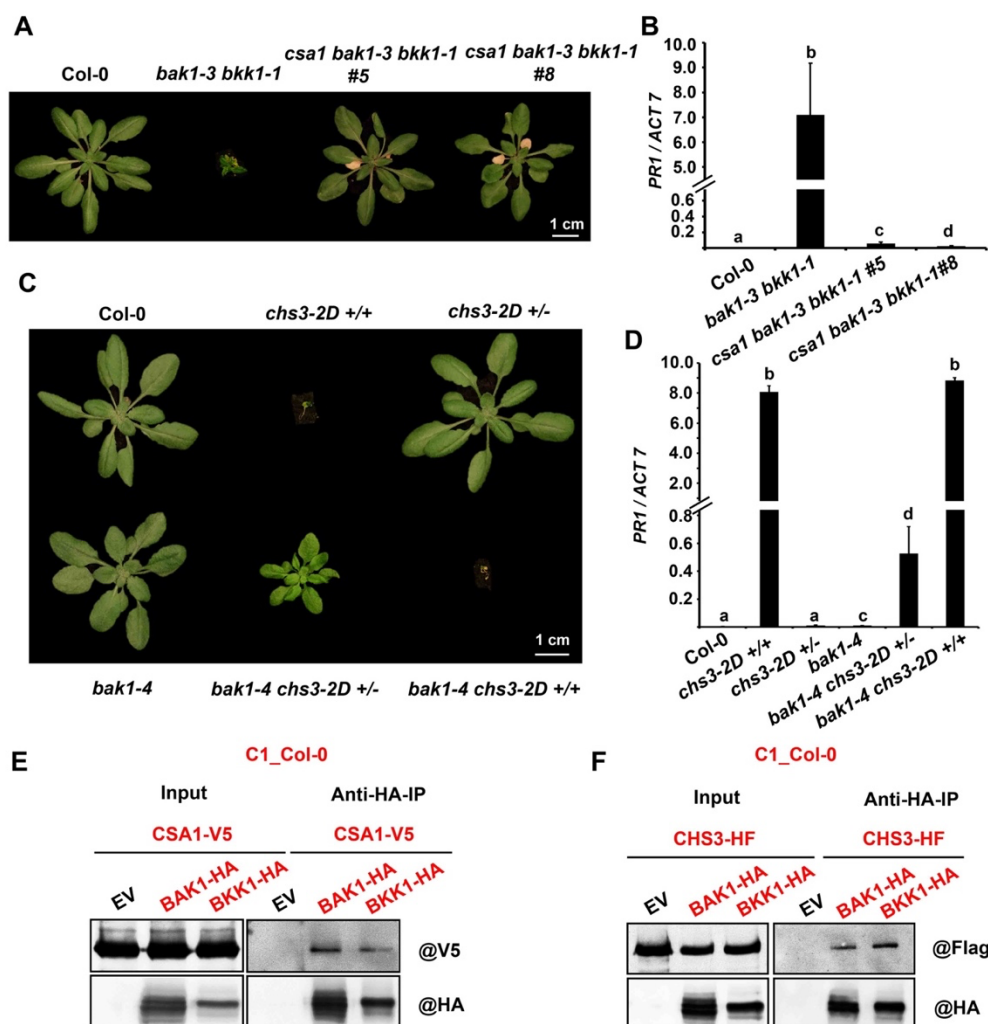 A
Col-0
bak1-3 bkk1-1
csa1 bak1-3 bkk1-1
#5
csa1 bak1-3 bkk1-1
#8
1 cm
B
PR1 / ACT 7
10.0
9.0
8.0
7.0
6.0
5.0
0.6
0.2
a
b
c
d
Col-0
bak1-3 bkk1-1
csa1 bak1-3 bkk1-1 #5
csa1 bak1-3 bkk1-1#8
C
Col-0
chs3-2D +/+
chs3-2D +/-
1 cm
bak1-4
bak1-4 chs3-2D +/-
bak1-4 chs3-2D +/+
D
PR1 / ACT 7
10.0
8.0
6.0
4.0
2.0
0.8
0.6
0.4
0.2
a
b
a
c
d
b
Col-0
chs3-2D +/+
chs3-2D +/-
bak1-4
bak1-4 chs3-2D +/-
bak1-4 chs3-2D +/+
E
C1_Col-0
Input
Anti-HA-IP
CSA1-V5
CSA1-V5
EV
BAK1-HA
BKK1-HA
EV
BAK1-HA
BKK1-HA
@V5
@HA
F
C1_Col-0
Input
Anti-HA-IP
CHS3-HF
CHS3-HF
EV
BAK1-HA
BKK1-HA
EV
BAK1-HA
BKK1-HA
@Flag
@HA